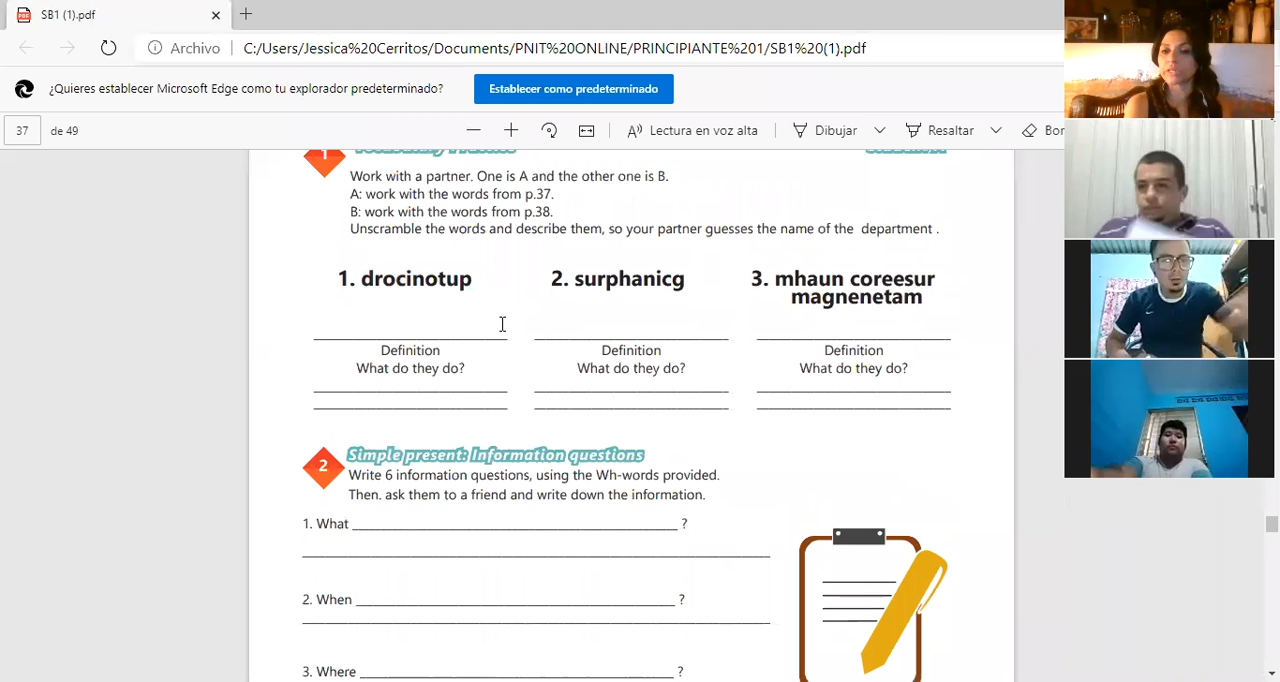 SB1 (1).pdf
Archivo C:/Users/Jessica%20Cerritos/Documents/PNIT%20ONLINE/PRINCIPIANTE%201/SB1%20(1).pdf
¿Quieres establecer Microsoft Edge como tu explorador predeterminado? Establecer como predeterminado
37 de 49 Lectura en voz alta Dibujar Resaltar Bor
1 Vocabulary Practice
Work with a partner. One is A and the other one is B.
A: work with the words from p.37.
B: work with the words from p.38.
Unscramble the words and describe them, so your partner guesses the name of the department .
1. drocinotup 2. surphanicg 3. mhaun coreesur
magnenetam
Definition Definition Definition
What do they do? What do they do? What do they do?
2 Simple present: Information questions
Write 6 information questions, using the Wh-words provided.
Then. ask them to a friend and write down the information.
1. What ?
2. When ?
3. Where ?